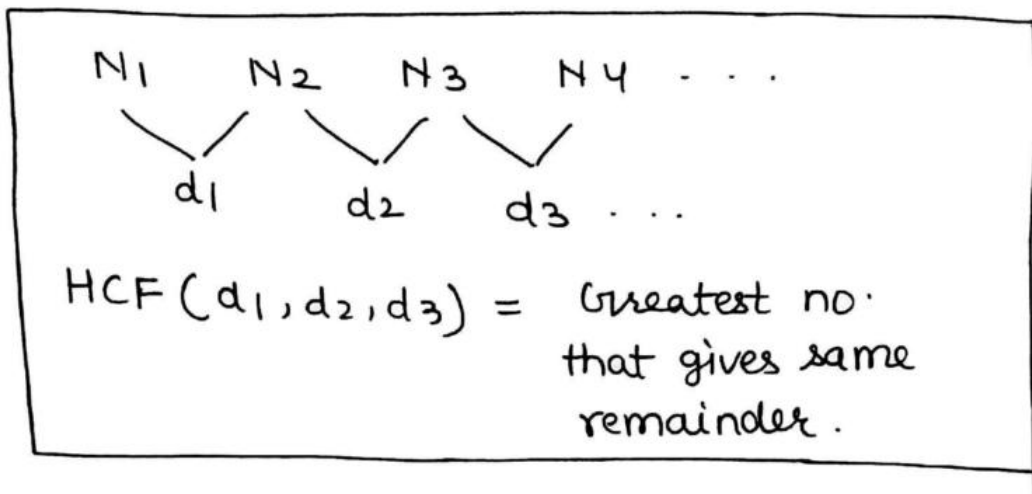 N1 N2 N3 N4 . . .
d1 d2 d3 . . .
HCF (d1, d2, d3) = Greatest no.
that gives same
remainder.